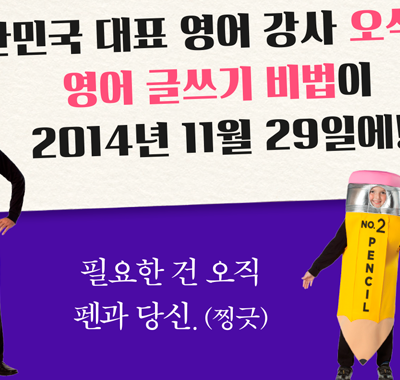 대한민국 대표 영어 강사
영어 글쓰기 비법이
2014년 11월 29일에!
필요한 건 오직
펜과 당신. (찡긋)
NO.2
PENCIL